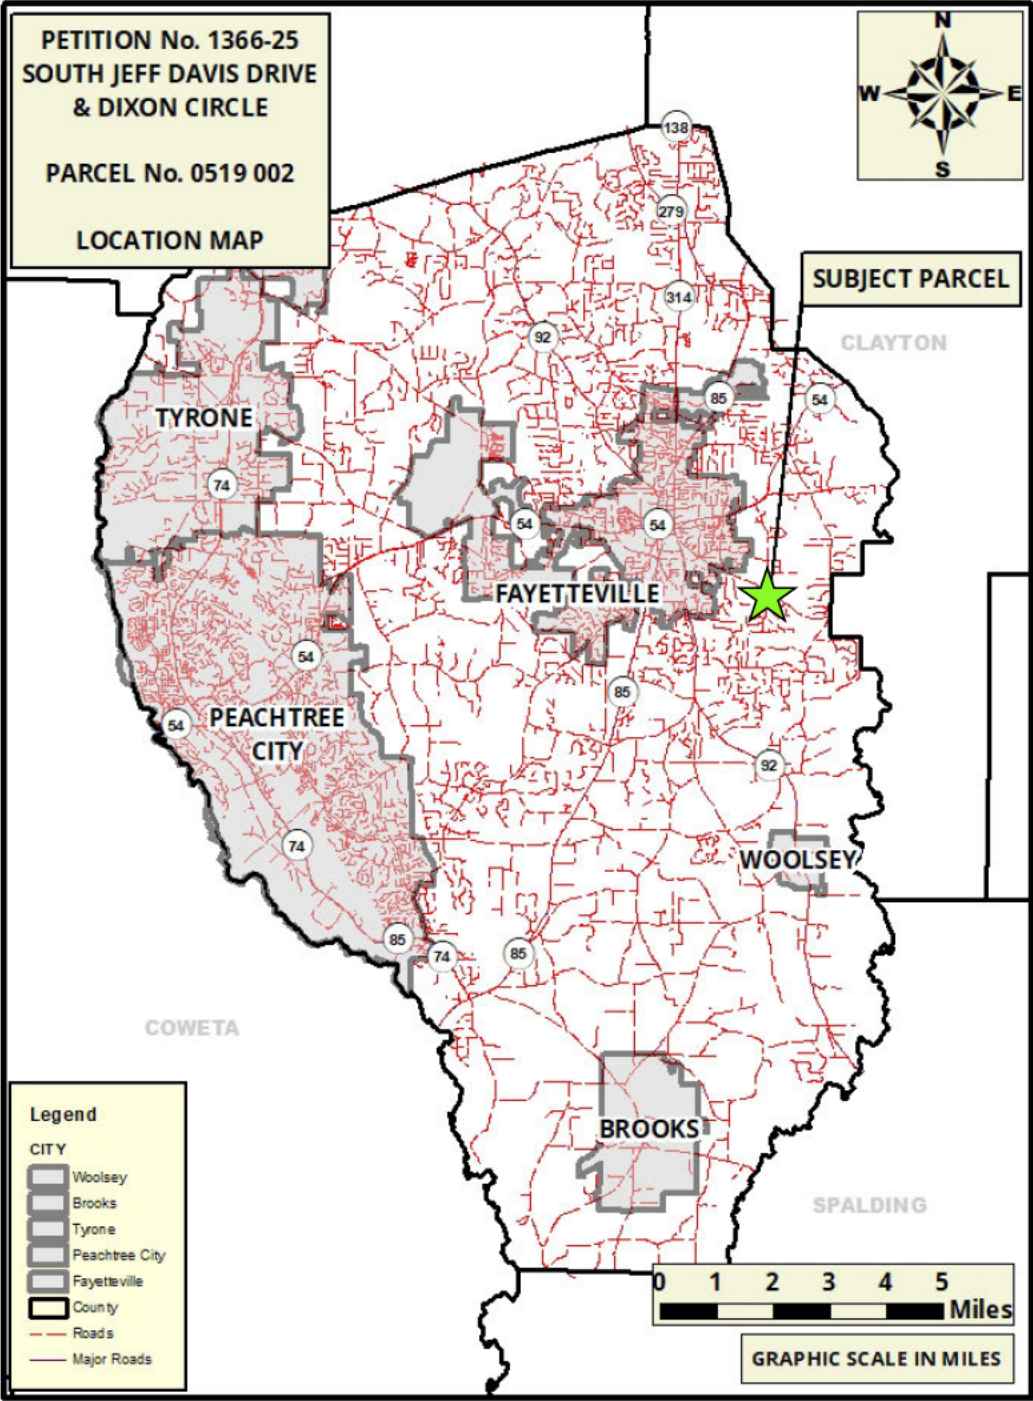 PETITION No. 1366-25
SOUTH JEFF DAVIS DRIVE
& DIXON CIRCLE
PARCEL No. 0519 002
LOCATION MAP
N
W
E
S
138
279
SUBJECT PARCEL
314
92
CLAYTON
85
54
TYRONE
74
54
54
FAYETTEVILLE
54
85
54
PEACHTREE
CITY
92
74
WOOLSEY
85
74
85
COWETA
BROOKS
SPALDING
Legend
CITY
Woolsey
Brooks
Tyrone
Peachtree City
Fayetteville
County
Roads
Major Roads
0 1 2 3 4 5
Miles
GRAPHIC SCALE IN MILES